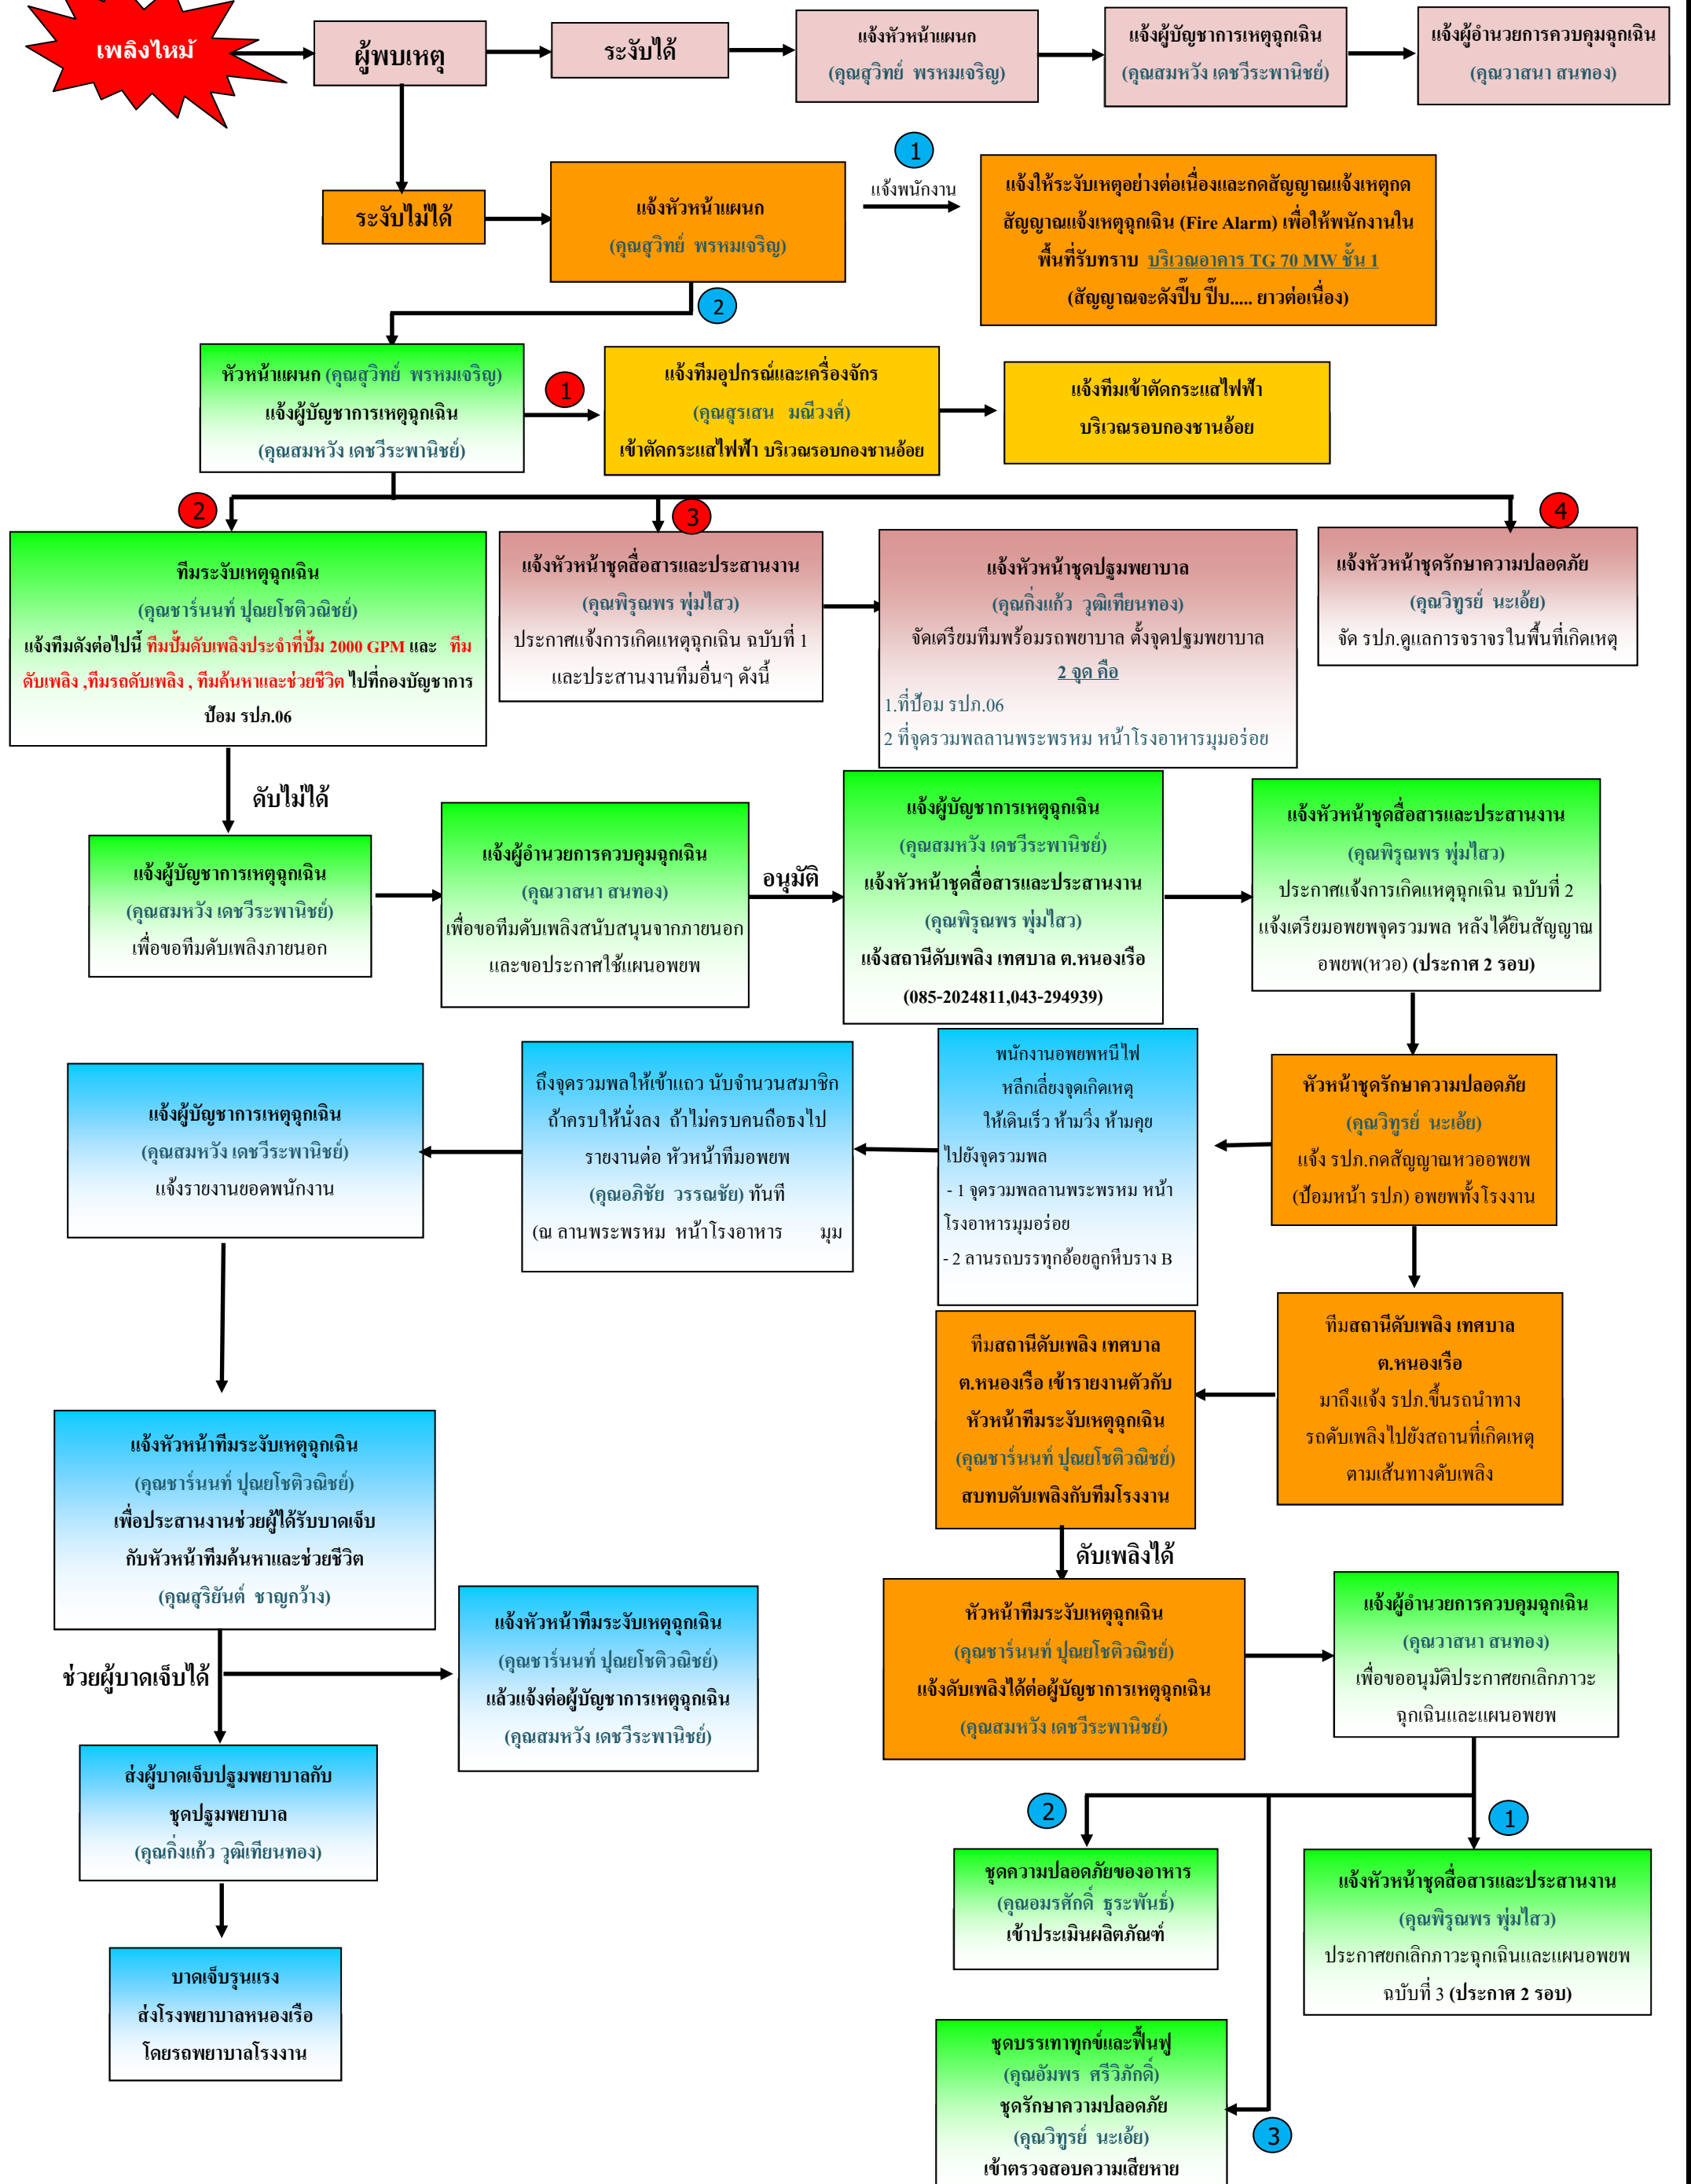 เพลิงไหม้
ผู้พบเหตุ
ระงับได้
แจ้งหัวหน้าแผนก
(คุณสุวิทย์ พรหมเจริญ)
แจ้งผู้บัญชาการเหตุฉุกเฉิน
(คุณสมหวัง เดชวีระพานิชย์)
แจ้งผู้อำนวยการควบคุมฉุกเฉิน
(คุณวาสนา สนทอง)
ระงับไม่ได้
แจ้งหัวหน้าแผนก
(คุณสุวิทย์ พรหมเจริญ)
1
แจ้งพนักงาน
แจ้งให้ระงับเหตุอย่างต่อเนื่องและกดสัญญาณแจ้งเหตุกด
สัญญาณแจ้งเหตุฉุกเฉิน (Fire Alarm) เพื่อให้พนักงานใน
พื้นที่รับทราบ บริเวณอาคาร TG 70 MW ชั้น 1
(สัญญาณจะดังปี๊บ ปี๊บ..... ยาวต่อเนื่อง)
2
หัวหน้าแผนก (คุณสุวิทย์ พรหมเจริญ)
แจ้งผู้บัญชาการเหตุฉุกเฉิน
(คุณสมหวัง เดชวีระพานิชย์)
1
แจ้งทีมอุปกรณ์และเครื่องจักร
(คุณสุรเสน มณีวงศ์)
เข้าตัดกระแสไฟฟ้า บริเวณรอบกองชานอ้อย
แจ้งทีมเข้าตัดกระแสไฟฟ้า
บริเวณรอบกองชานอ้อย
2
3
4
ทีมระงับเหตุฉุกเฉิน
(คุณชาร์นนท์ ปุณยโชติวณิชย์)
แจ้งทีมดังต่อไปนี้ ทีมปั๊มดับเพลิงประจำที่ปั๊ม 2000 GPM และ ทีม
ดับเพลิง ,ทีมรถดับเพลิง , ทีมค้นหาและช่วยชีวิต ไปที่กองบัญชาการ
ป้อม รปภ.06
แจ้งหัวหน้าชุดสื่อสารและประสานงาน
(คุณพิรุณพร พุ่มไสว)
ประกาศแจ้งการเกิดแหตุฉุกเฉิน ฉบับที่ 1
และประสานงานทีมอื่นๆ ดังนี้
แจ้งหัวหน้าชุดปฐมพยาบาล
(คุณกิ่งแก้ว วุฒิเทียนทอง)
จัดเตรียมทีมพร้อมรถพยาบาล ตั้งจุดปฐมพยาบาล
2 จุด คือ
1.ที่ป้อม รปภ.06
2 ที่จุดรวมพลลานพระพรหม หน้าโรงอาหารมุมอร่อย
แจ้งหัวหน้าชุดรักษาความปลอดภัย
(คุณวิฑูรย์ นะเอ้ย)
จัด รปภ.ดูแลการจราจรในพื้นที่เกิดเหตุ
ดับไม่ได้
แจ้งผู้บัญชาการเหตุฉุกเฉิน
(คุณสมหวัง เดชวีระพานิชย์)
เพื่อขอทีมดับเพลิงภายนอก
แจ้งผู้อำนวยการควบคุมฉุกเฉิน
(คุณวาสนา สนทอง)
เพื่อขอทีมดับเพลิงสนับสนุนจากภายนอก
และขอประกาศใช้แผนอพยพ
อนุมัติ
แจ้งผู้บัญชาการเหตุฉุกเฉิน
(คุณสมหวัง เดชวีระพานิชย์)
แจ้งหัวหน้าชุดสื่อสารและประสานงาน
(คุณพิรุณพร พุ่มไสว)
แจ้งสถานีดับเพลิง เทศบาล ต.หนองเรือ
(085-2024811,043-294939)
แจ้งหัวหน้าชุดสื่อสารและประสานงาน
(คุณพิรุณพร พุ่มไสว)
ประกาศแจ้งการเกิดแหตุฉุกเฉิน ฉบับที่ 2
แจ้งเตรียมอพยพจุดรวมพล หลังได้ยินสัญญาณ
อพยพ(หวอ) (ประกาศ 2 รอบ)
แจ้งผู้บัญชาการเหตุฉุกเฉิน
(คุณสมหวัง เดชวีระพานิชย์)
แจ้งรายงานยอดพนักงาน
ถึงจุดรวมพลให้เข้าแถว นับจำนวนสมาชิก
ถ้าครบให้นั่งลง ถ้าไม่ครบคนถือธงไป
รายงานต่อ หัวหน้าทีมอพยพ
(คุณอภิชัย วรรณชัย) ทันที
(ณ ลานพระพรหม หน้าโรงอาหาร มุม
พนักงานอพยพหนีไฟ
หลีกเลี่ยงจุดเกิดเหตุ
ให้เดินเร็ว ห้ามวิ่ง ห้ามคุย
ไปยังจุดรวมพล
- 1 จุดรวมพลลานพระพรหม หน้า
โรงอาหารมุมอร่อย
- 2 ลานรถบรรทุกอ้อยลูกหีบราง B
หัวหน้าชุดรักษาความปลอดภัย
(คุณวิฑูรย์ นะเอ้ย)
แจ้ง รปภ.กดสัญญาณหวออพยพ
(ป้อมหน้า รปภ) อพยพทั้งโรงงาน
ทีมสถานีดับเพลิง เทศบาล
ต.หนองเรือ เข้ารายงานตัวกับ
หัวหน้าทีมระงับเหตุฉุกเฉิน
(คุณชาร์นนท์ ปุณยโชติวณิชย์)
สบทบดับเพลิงกับทีมโรงงาน
ทีมสถานีดับเพลิง เทศบาล
ต.หนองเรือ
มาถึงแจ้ง รปภ.ขึ้นรถนำทาง
รถดับเพลิงไปยังสถานที่เกิดเหตุ
ตามเส้นทางดับเพลิง
แจ้งหัวหน้าทีมระงับเหตุฉุกเฉิน
(คุณชาร์นนท์ ปุณยโชติวณิชย์)
เพื่อประสานงานช่วยผู้ได้รับบาดเจ็บ
กับหัวหน้าทีมค้นหาและช่วยชีวิต
(คุณสุริยันต์ ชาญกว้าง)
ดับเพลิงได้
ช่วยผู้บาดเจ็บได้
แจ้งหัวหน้าทีมระงับเหตุฉุกเฉิน
(คุณชาร์นนท์ ปุณยโชติวณิชย์)
แล้วแจ้งต่อผู้บัญชาการเหตุฉุกเฉิน
(คุณสมหวัง เดชวีระพานิชย์)
หัวหน้าทีมระงับเหตุฉุกเฉิน
(คุณชาร์นนท์ ปุณยโชติวณิชย์)
แจ้งดับเพลิงได้ต่อผู้บัญชาการเหตุฉุกเฉิน
(คุณสมหวัง เดชวีระพานิชย์)
แจ้งผู้อำนวยการควบคุมฉุกเฉิน
(คุณวาสนา สนทอง)
เพื่อขออนุมัติประกาศยกเลิกภาวะ
ฉุกเฉินและแผนอพยพ
ส่งผู้บาดเจ็บปฐมพยาบาลกับ
ชุดปฐมพยาบาล
(คุณกิ่งแก้ว วุฒิเทียนทอง)
2
1
ชุดความปลอดภัยของอาหาร
(คุณอมรศักดิ์ ธุระพันธ์)
เข้าประเมินผลิตภัณฑ์
แจ้งหัวหน้าชุดสื่อสารและประสานงาน
(คุณพิรุณพร พุ่มไสว)
ประกาศยกเลิกภาวะฉุกเฉินและแผนอพยพ
ฉบับที่ 3 (ประกาศ 2 รอบ)
บาดเจ็บรุนแรง
ส่งโรงพยาบาลหนองเรือ
โดยรถพยาบาลโรงงาน
ชุดบรรเทาทุกข์และฟื้นฟู
(คุณอัมพร ศรีวิภักดิ์)
ชุดรักษาความปลอดภัย
(คุณวิฑูรย์ นะเอ้ย)
เข้าตรวจสอบความเสียหาย
3